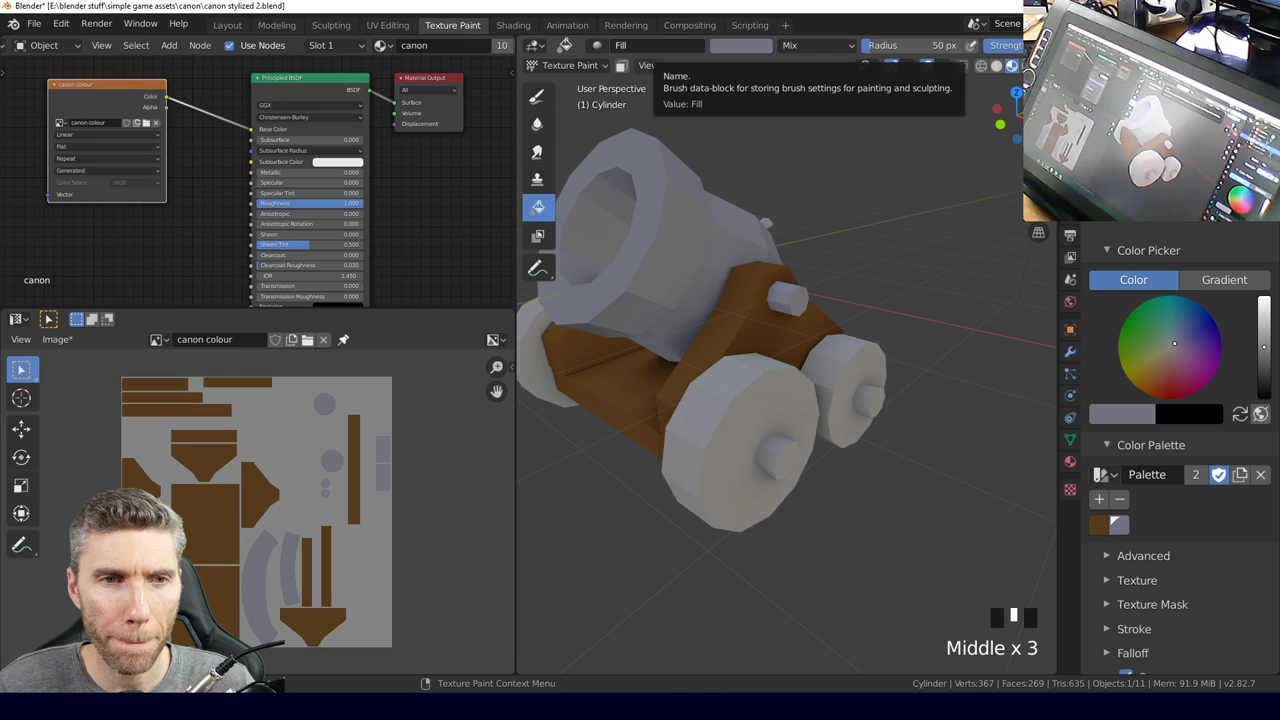 Blender* [E:\blender stuff\simple game assets\canon\canon stylized 2.blend]
File Edit Render Window Help Layout Modeling Sculpting UV Editing Texture Paint Shading Animation Rendering Compositing Scripting Scene
Object View Select Add Node Use Nodes Slot 1 canon 10
Fill Mix Radius 50 px Strength
Texture Paint View
Name.
Brush data-block for storing brush settings for painting and sculpting.
Value: Fill
User Perspective
(1) Cylinder
canon colour
Color
Alpha
canon colour
Linear
Flat
Repeat
Generated
Color Space sRGB
Vector
Principled BSDF
BSDF
GGX
Christensen-Burley
Base Color
Subsurface 0.000
Subsurface Radius
Subsurface Color
Metallic 0.000
Specular 0.000
Specular Tint 0.000
Roughness 1.000
Anisotropic 0.000
Anisotropic Rotation 0.000
Sheen 0.000
Sheen Tint 0.500
Clearcoat 0.000
Clearcoat Roughness 0.030
IOR 1.450
Transmission 0.000
Transmission Roughness 0.000
Material Output
All
Surface
Volume
Displacement
canon
View Image* canon colour
Z
Color Picker
Color Gradient
Color Palette
Palette 2
Advanced
Texture
Texture Mask
Stroke
Falloff
Middle x 3
Texture Paint Context Menu
Cylinder | Verts:367 | Faces:269 | Tris:635 | Objects:1/11 | Mem: 91.9 MiB | v2.82.7